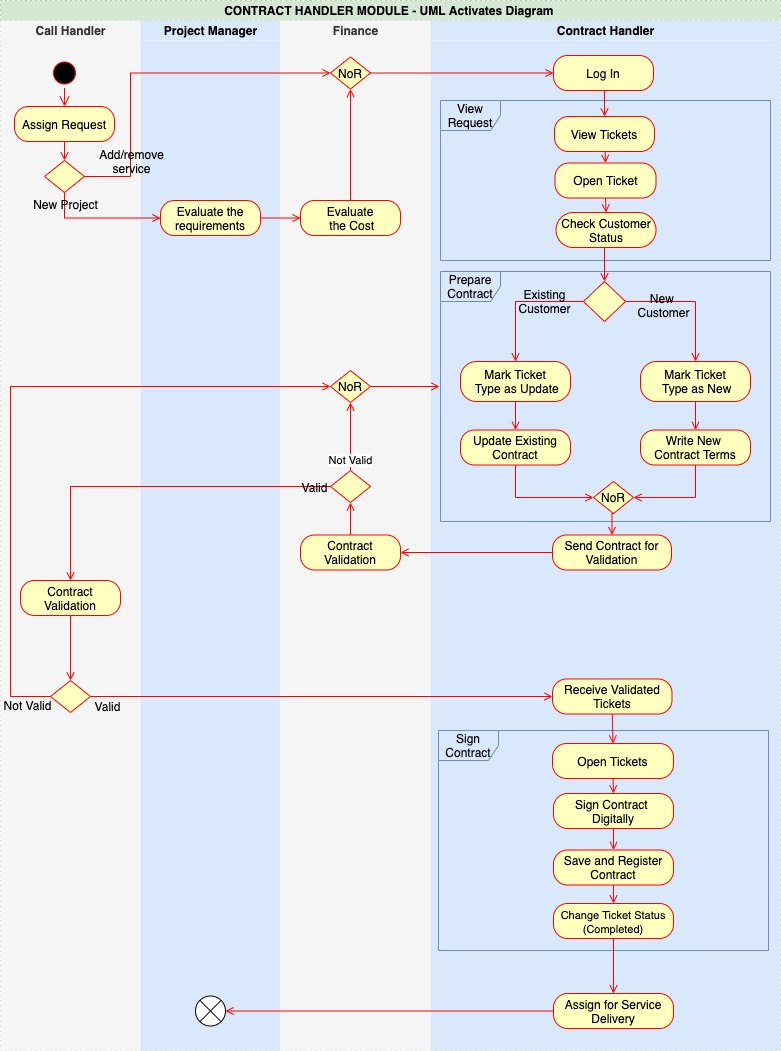 CONTRACT HANDLER MODULE - UML Activates Diagram
Call Handler
Project Manager
Finance
Contract Handler
NoR
Log In
View
Request
Assign Request
View Tickets
Add/remove
service
Open Ticket
New Project
Evaluate the
requirements
Evaluate
the Cost
Check Customer
Status
Prepare
Contract
Existing
Customer
New
Customer
NoR
Mark Ticket
Type as Update
Mark Ticket
Type as New
Update Existing
Contract
Write New
Contract Terms
Not Valid
Valid
NoR
Contract
Validation
Send Contract for
Validation
Contract
Validation
Not Valid
Valid
Receive Validated
Tickets
Sign
Contract
Open Tickets
Sign Contract
Digitally
Save and Register
Contract
Change Ticket Status
(Completed)
Assign for Service
Delivery